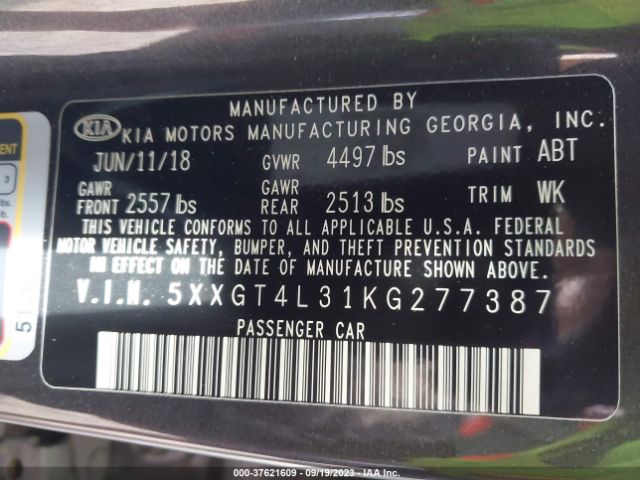 MANUFACTURED BY
KIA KIA MOTORS MANUFACTURING GEORGIA, INC.
JUN/11/18 GVWR 4497 lbs PAINT ABT
GAWR FRONT 2557 lbs GAWR REAR 2513 lbs TRIM WK
THIS VEHICLE CONFORMS TO ALL APPLICABLE U.S.A. FEDERAL
MOTOR VEHICLE SAFETY, BUMPER, AND THEFT PREVENTION STANDARDS
IN EFFECT ON THE DATE OF MANUFACTURE SHOWN ABOVE.
V.I.N. 5XXGT4L31KG277387
PASSENGER CAR
3
000-37621609 - 09/19/2023 - IAA Inc.